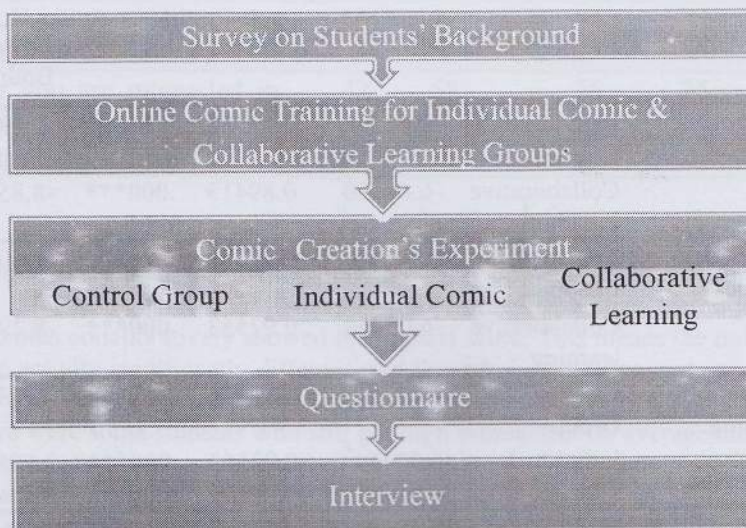 Survey on Students' Background
Online Comic Training for Individual Comic &
Collaborative Learning Groups
Comic Creation's Experiment
Control Group Individual Comic Collaborative
Learning
Questionnaire
Interview